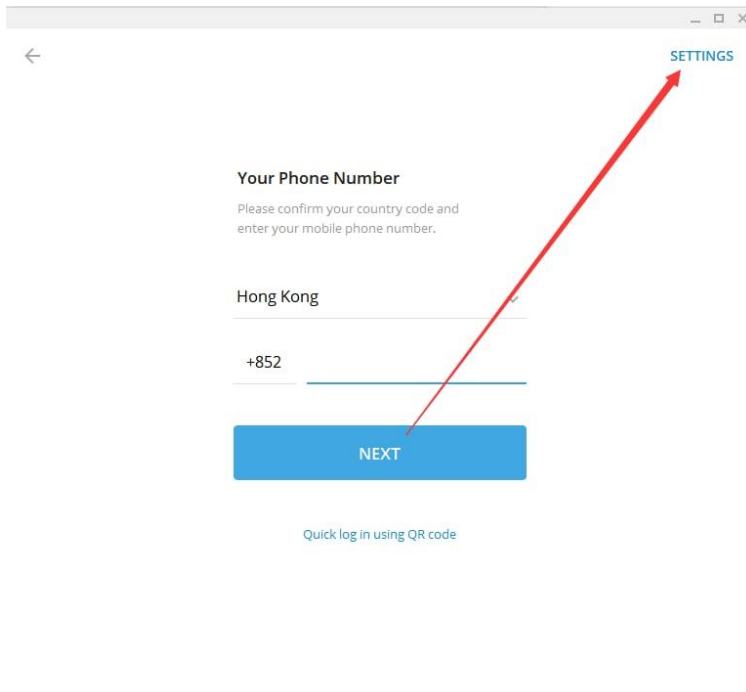 SETTINGS
Your Phone Number
Please confirm your country code and
enter your mobile phone number.
Hong Kong
+852
NEXT
Quick log in using QR code